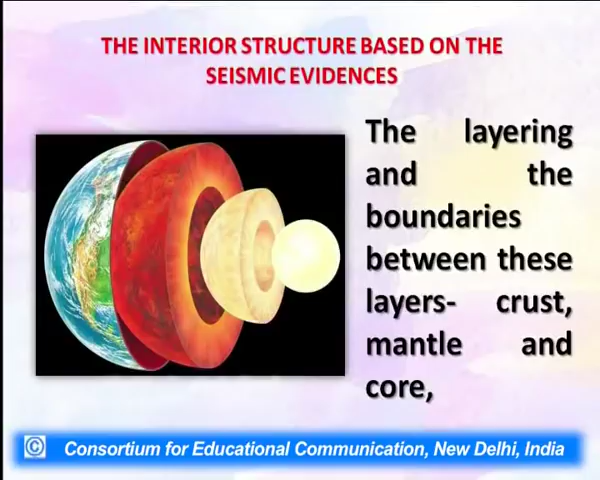 THE INTERIOR STRUCTURE BASED ON THE
SEISMIC EVIDENCES
The layering
and the
boundaries
between these
layers- crust,
mantle and
core,
© Consortium for Educational Communication, New Delhi, India